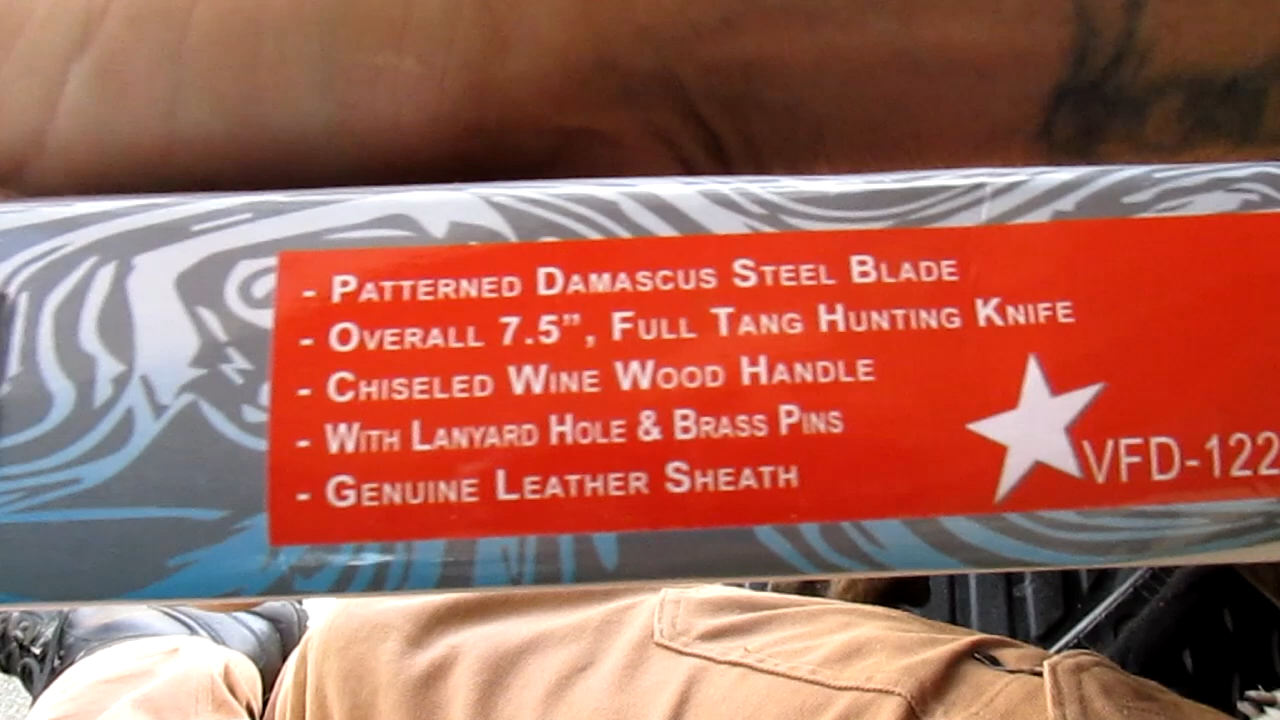 - PATTERNED DAMASCUS STEEL BLADE
- OVERALL 7.5”, FULL TANG HUNTING KNIFE
- CHISELED WINE WOOD HANDLE
- WITH LANYARD HOLE & BRASS PINS
- GENUINE LEATHER SHEATH
VFD-122